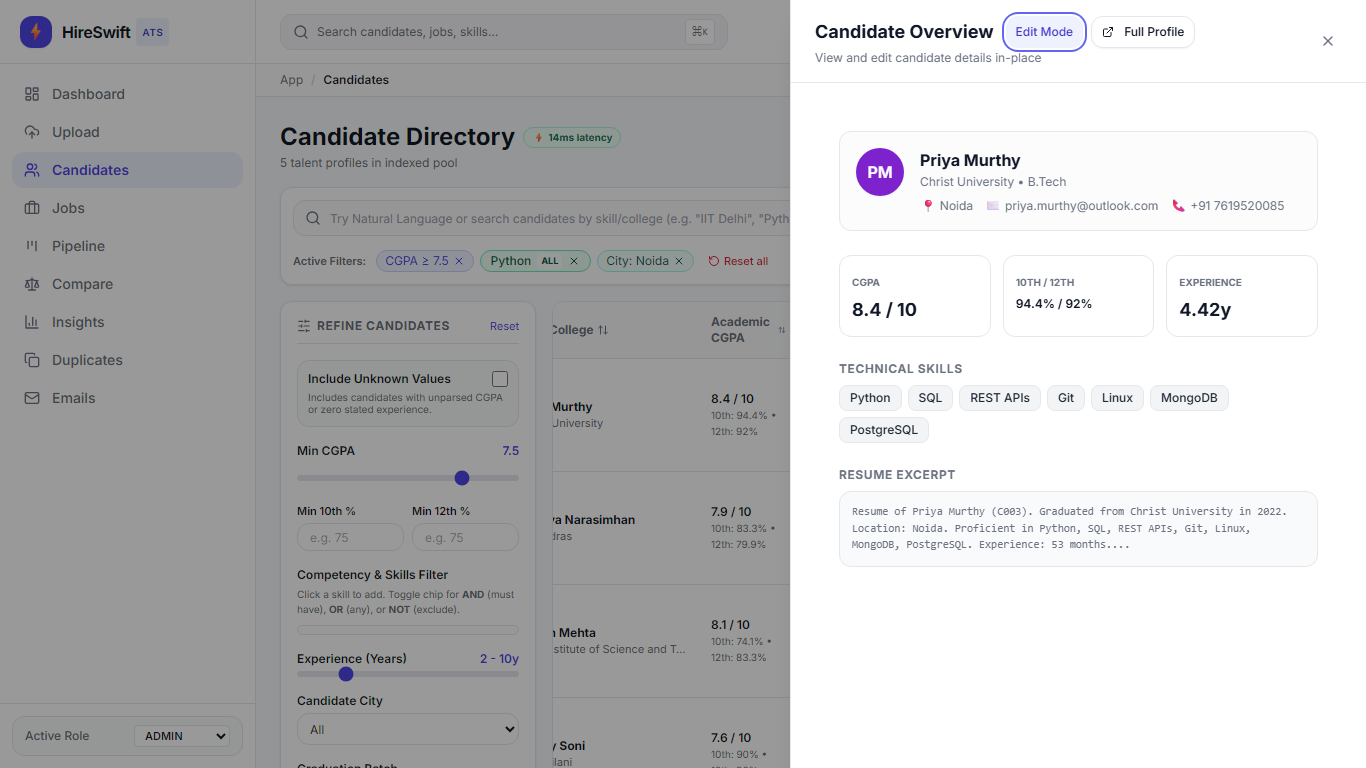 HireSwift ATS
Dashboard
Upload
Candidates
Jobs
Pipeline
Compare
Insights
Duplicates
Emails
Active Role ADMIN
Search candidates, jobs, skills... ⌘K
App / Candidates
Candidate Directory 14ms latency
5 talent profiles in indexed pool
Try Natural Language or search candidates by skill/college (e.g. "IIT Delhi", "Pyth
Active Filters: CGPA ≥ 7.5 × Python ALL × City: Noida × Reset all
REFINE CANDIDATES Reset
Include Unknown Values
Includes candidates with unparsed CGPA
or zero stated experience.
Min CGPA 7.5
Min 10th % Min 12th %
e.g. 75 e.g. 75
Competency & Skills Filter
Click a skill to add. Toggle chip for AND (must
have), OR (any), or NOT (exclude).
Experience (Years) 2 - 10y
Candidate City
All
College ↑↓ Academic
CGPA ↑↓
Murthy
University
8.4 / 10
10th: 94.4% •
12th: 92%
Narasimhan
dras
7.9 / 10
10th: 83.3% •
12th: 79.9%
Mehta
stitute of Science and T...
8.1 / 10
10th: 74.1% •
12th: 83.3%
Soni
lani
7.6 / 10
10th: 90% •
Candidate Overview Edit Mode Full Profile
View and edit candidate details in-place
PM
Priya Murthy
Christ University • B.Tech
Noida priya.murthy@outlook.com +91 7619520085
CGPA
8.4 / 10
10TH / 12TH
94.4% / 92%
EXPERIENCE
4.42y
TECHNICAL SKILLS
Python SQL REST APIs Git Linux MongoDB
PostgreSQL
RESUME EXCERPT
Resume of Priya Murthy (C003). Graduated from Christ University in 2022.
Location: Noida. Proficient in Python, SQL, REST APIs, Git, Linux,
MongoDB, PostgreSQL. Experience: 53 months....